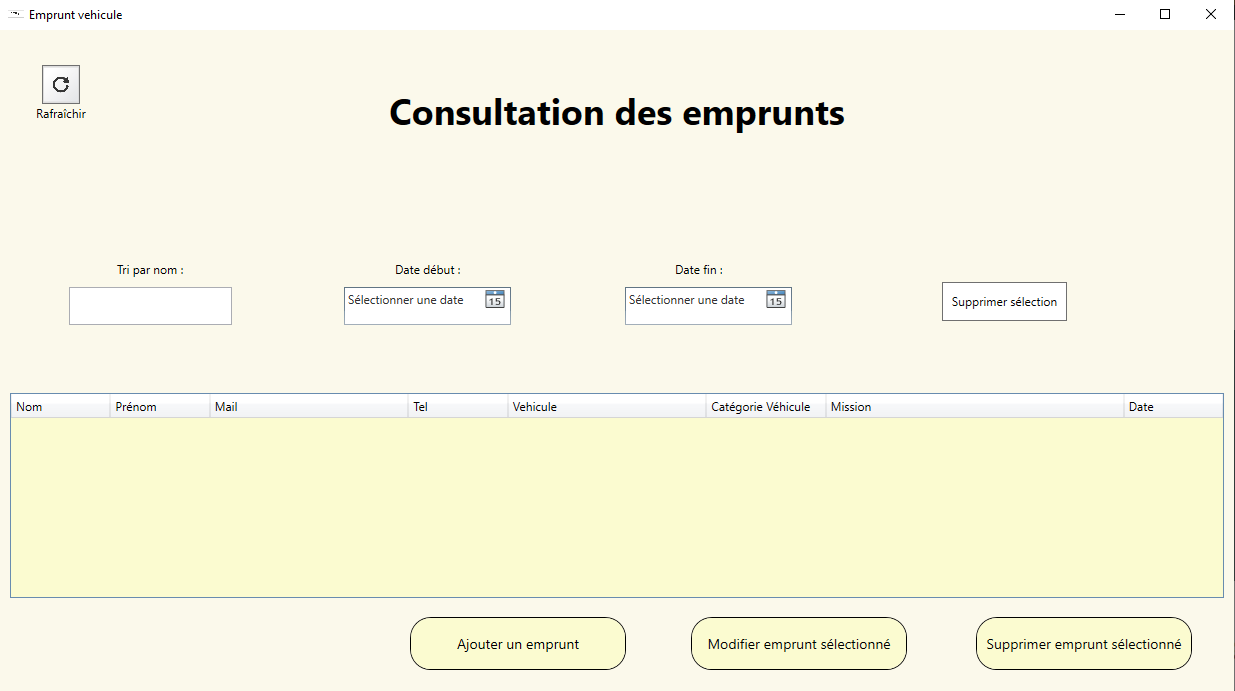 Emprunt vehicule
Rafraîchir
Consultation des emprunts
Tri par nom :
Date début :
Date fin :
Sélectionner une date 15
Sélectionner une date 15
Supprimer sélection
Nom Prénom Mail Tel Vehicule Catégorie Véhicule Mission Date
Ajouter un emprunt
Modifier emprunt sélectionné
Supprimer emprunt sélectionné